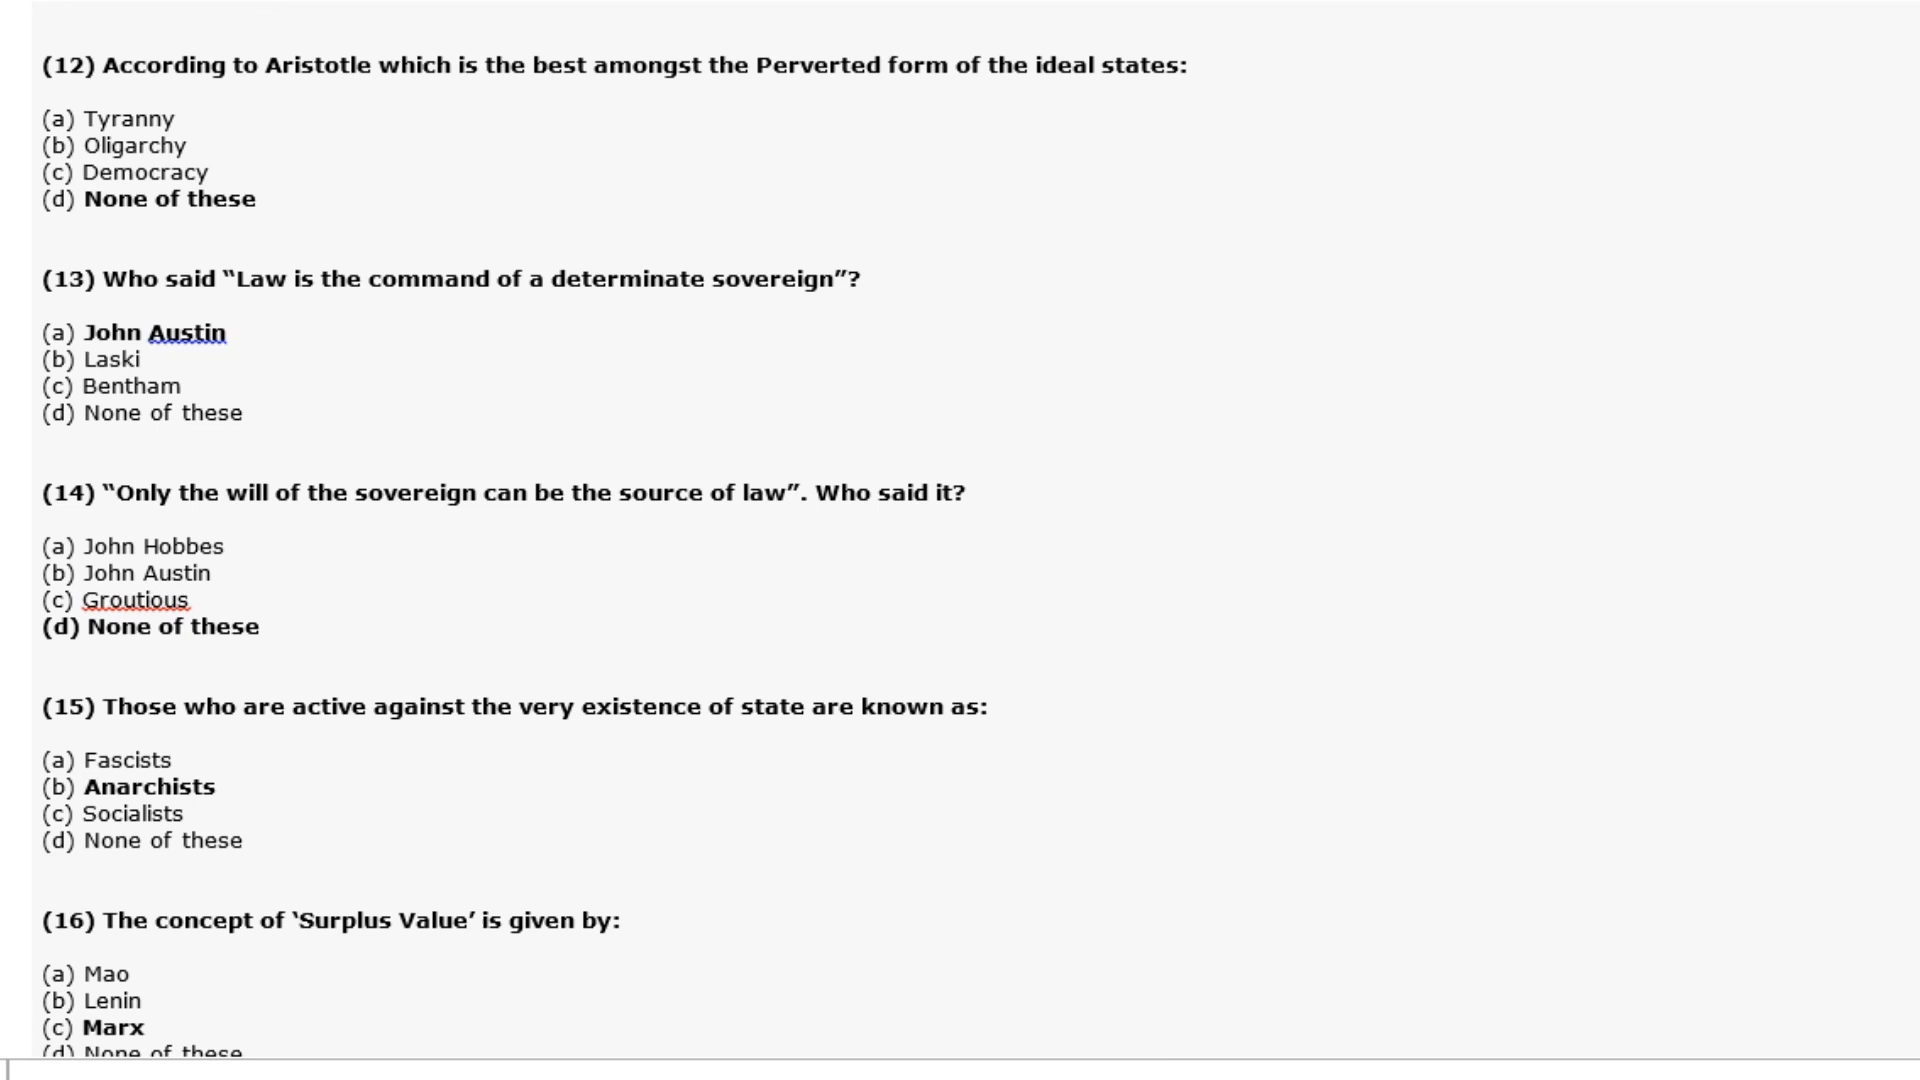 (12) According to Aristotle which is the best amongst the Perverted form of the ideal states:
(a) Tyranny
(b) Oligarchy
(c) Democracy
(d) None of these
(13) Who said “Law is the command of a determinate sovereign”?
(a) John Austin
(b) Laski
(c) Bentham
(d) None of these
(14) “Only the will of the sovereign can be the source of law”. Who said it?
(a) John Hobbes
(b) John Austin
(c) Groutious
(d) None of these
(15) Those who are active against the very existence of state are known as:
(a) Fascists
(b) Anarchists
(c) Socialists
(d) None of these
(16) The concept of ‘Surplus Value’ is given by:
(a) Mao
(b) Lenin
(c) Marx
(d) None of these